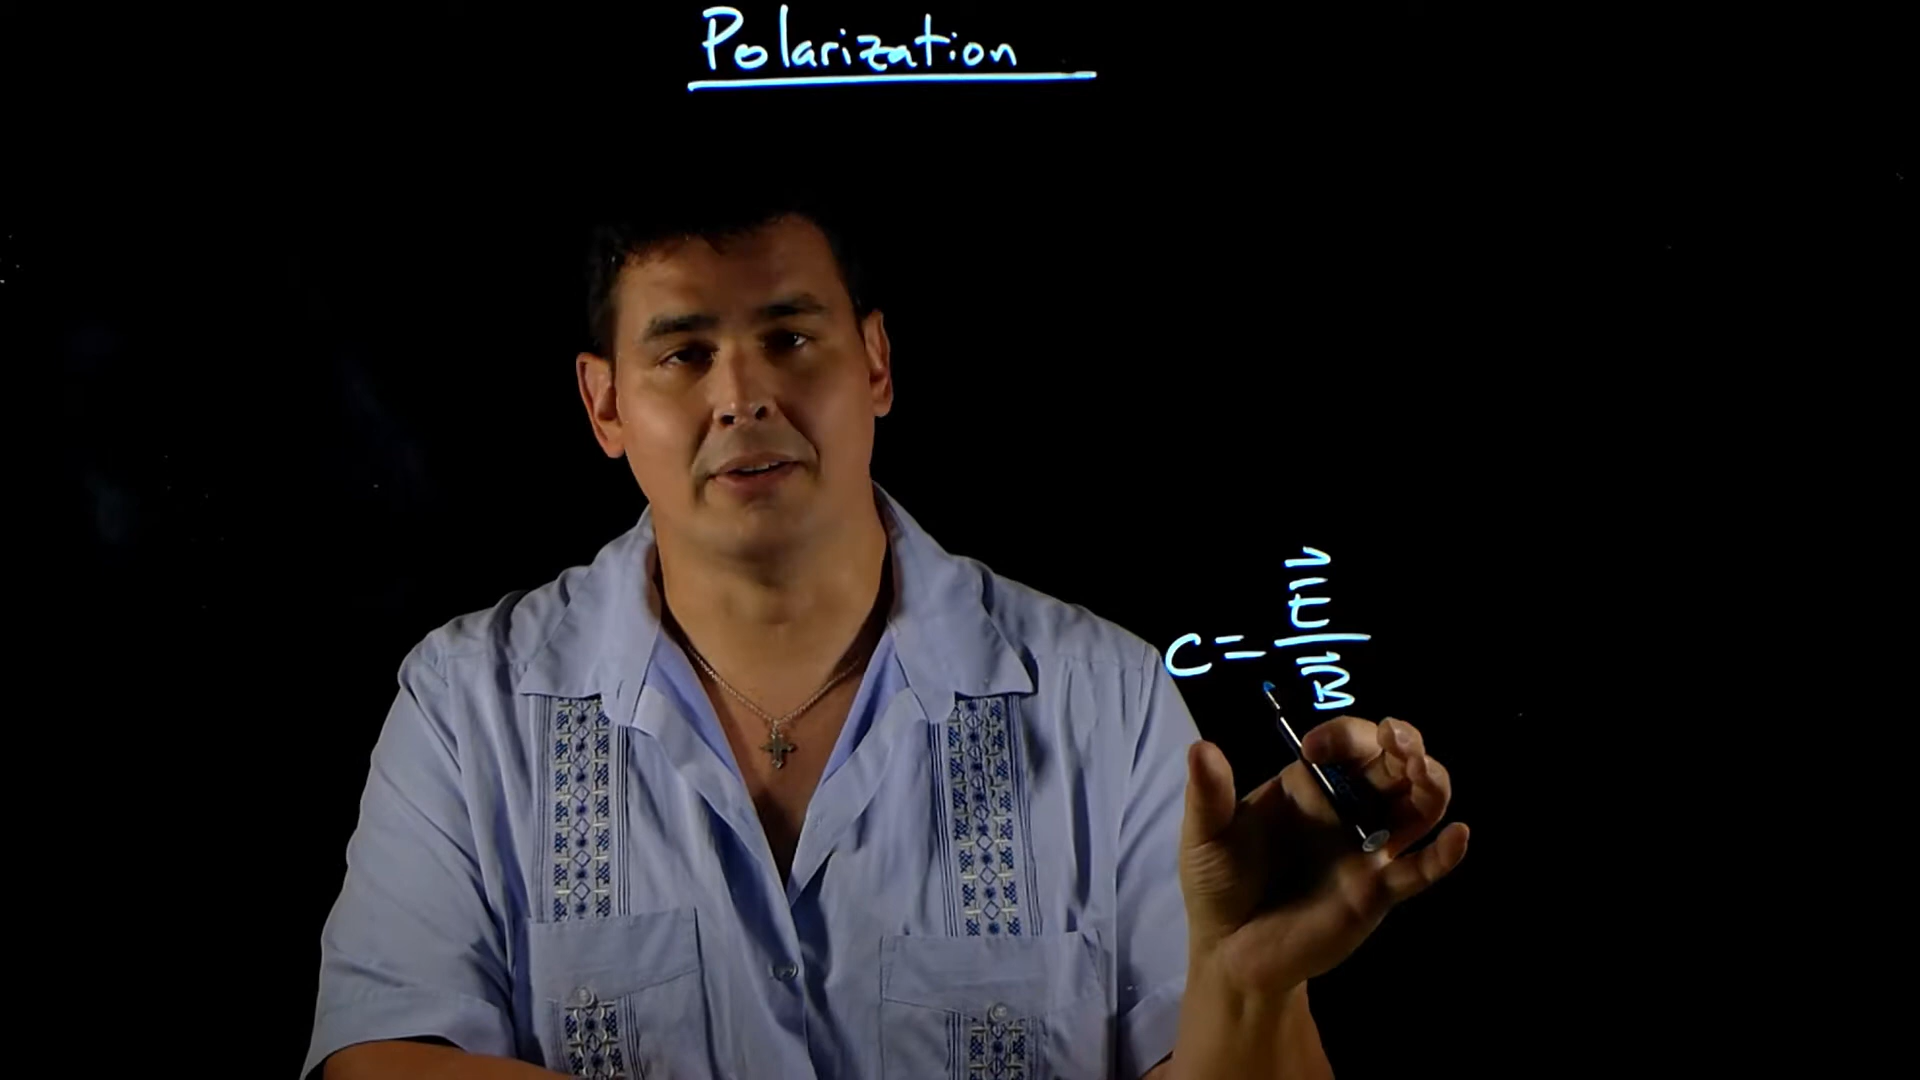 Polarization
C = E⃗ / B⃗